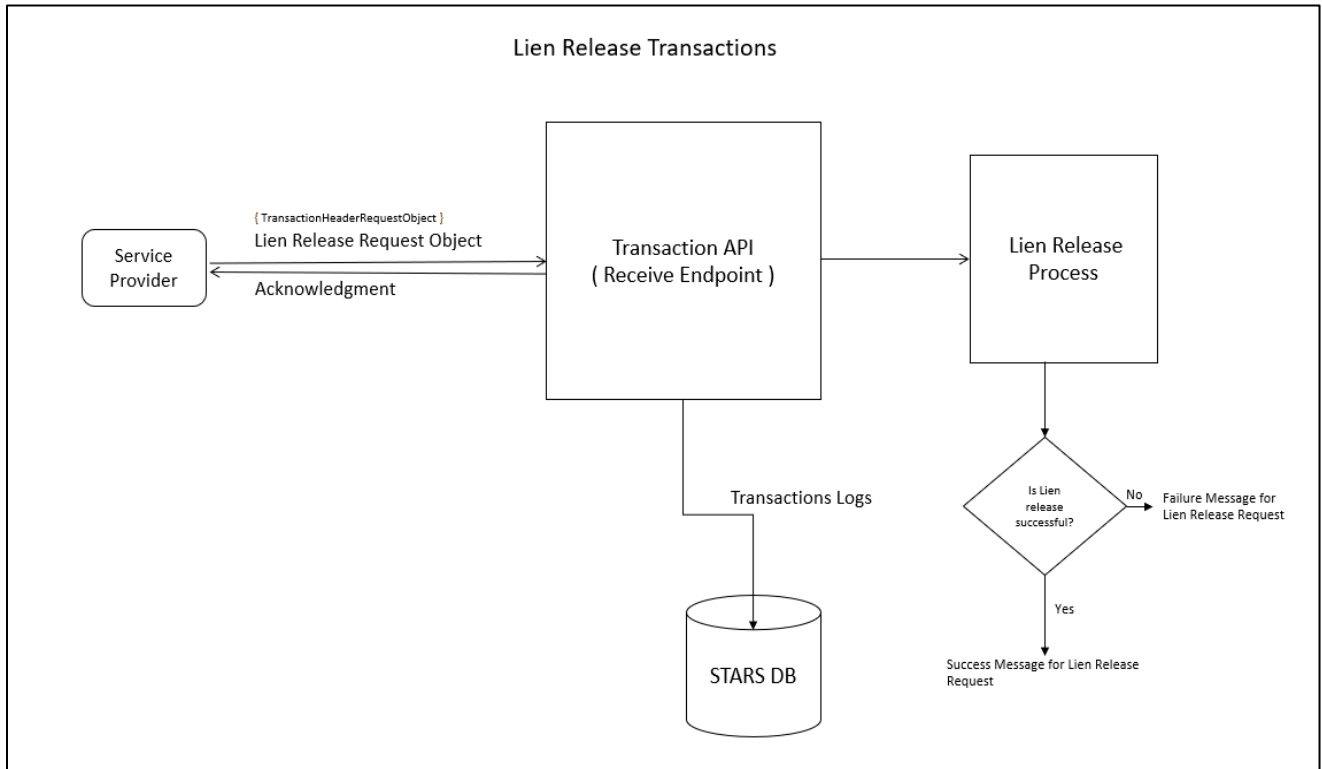 Lien Release Transactions
{ TransactionHeaderRequestObject }
Lien Release Request Object
Service
Provider
Acknowledgment
Transaction API
( Receive Endpoint )
Lien Release
Process
Transactions Logs
Is Lien
release
successful?
No
Failure Message for
Lien Release Request
Yes
Success Message for Lien Release
Request
STARS DB